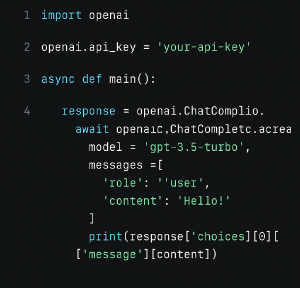 1 import openai
2 openai.api_key = 'your-api-key'
3 async def main():
4 response = openai.ChatComplio.
await openaic,ChatCompletc.acrea
model = 'gpt-3.5-turbo',
messages =[
'role': ''user',
'content': 'Hello!'
]
print(response['choices][0][
['message'][content])